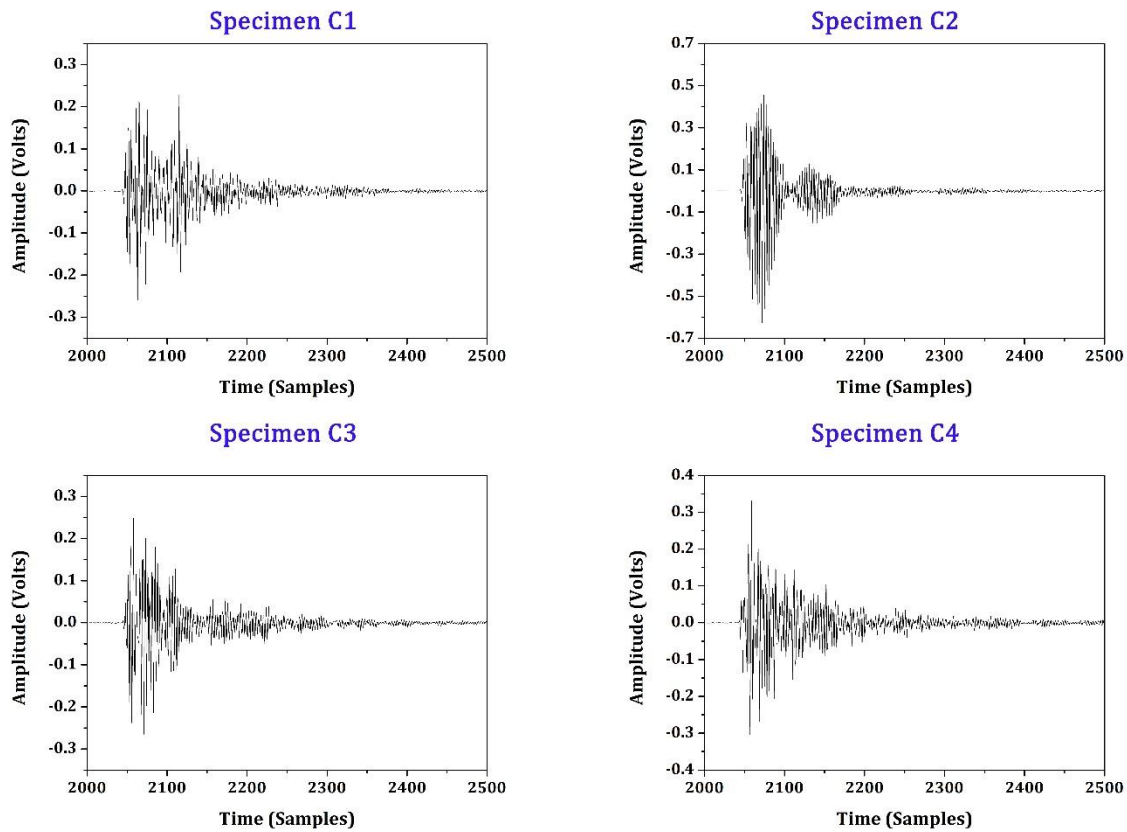 Specimen C1
0.3
0.2
0.1
0.0
-0.1
-0.2
-0.3
Amplitude (Volts)
2000 2100 2200 2300 2400 2500
Time (Samples)
Specimen C2
0.7
0.5
0.3
0.1
-0.1
-0.3
-0.5
-0.7
Amplitude (Volts)
2000 2100 2200 2300 2400 2500
Time (Samples)
Specimen C3
0.3
0.2
0.1
0.0
-0.1
-0.2
-0.3
Amplitude (Volts)
2000 2100 2200 2300 2400 2500
Time (Samples)
Specimen C4
0.4
0.3
0.2
0.1
0.0
-0.1
-0.2
-0.3
-0.4
Amplitude (Volts)
2000 2100 2200 2300 2400 2500
Time (Samples)